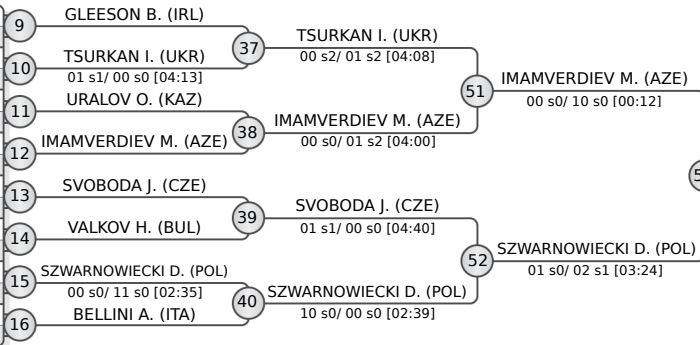 9
GLEESON B. (IRL)
37
TSURKAN I. (UKR)
00 s2/ 01 s2 [04:08]
10
TSURKAN I. (UKR)
01 s1/ 00 s0 [04:13]
51
IMAMVERDIEV M. (AZE)
00 s0/ 10 s0 [00:12]
11
URALOV O. (KAZ)
38
IMAMVERDIEV M. (AZE)
00 s0/ 01 s2 [04:00]
12
IMAMVERDIEV M. (AZE)
13
SVOBODA J. (CZE)
39
SVOBODA J. (CZE)
01 s1/ 00 s0 [04:40]
14
VALKOV H. (BUL)
52
SZWARNOWIECKI D. (POL)
01 s0/ 02 s1 [03:24]
15
SZWARNOWIECKI D. (POL)
00 s0/ 11 s0 [02:35]
40
SZWARNOWIECKI D. (POL)
10 s0/ 00 s0 [02:39]
16
BELLINI A. (ITA)